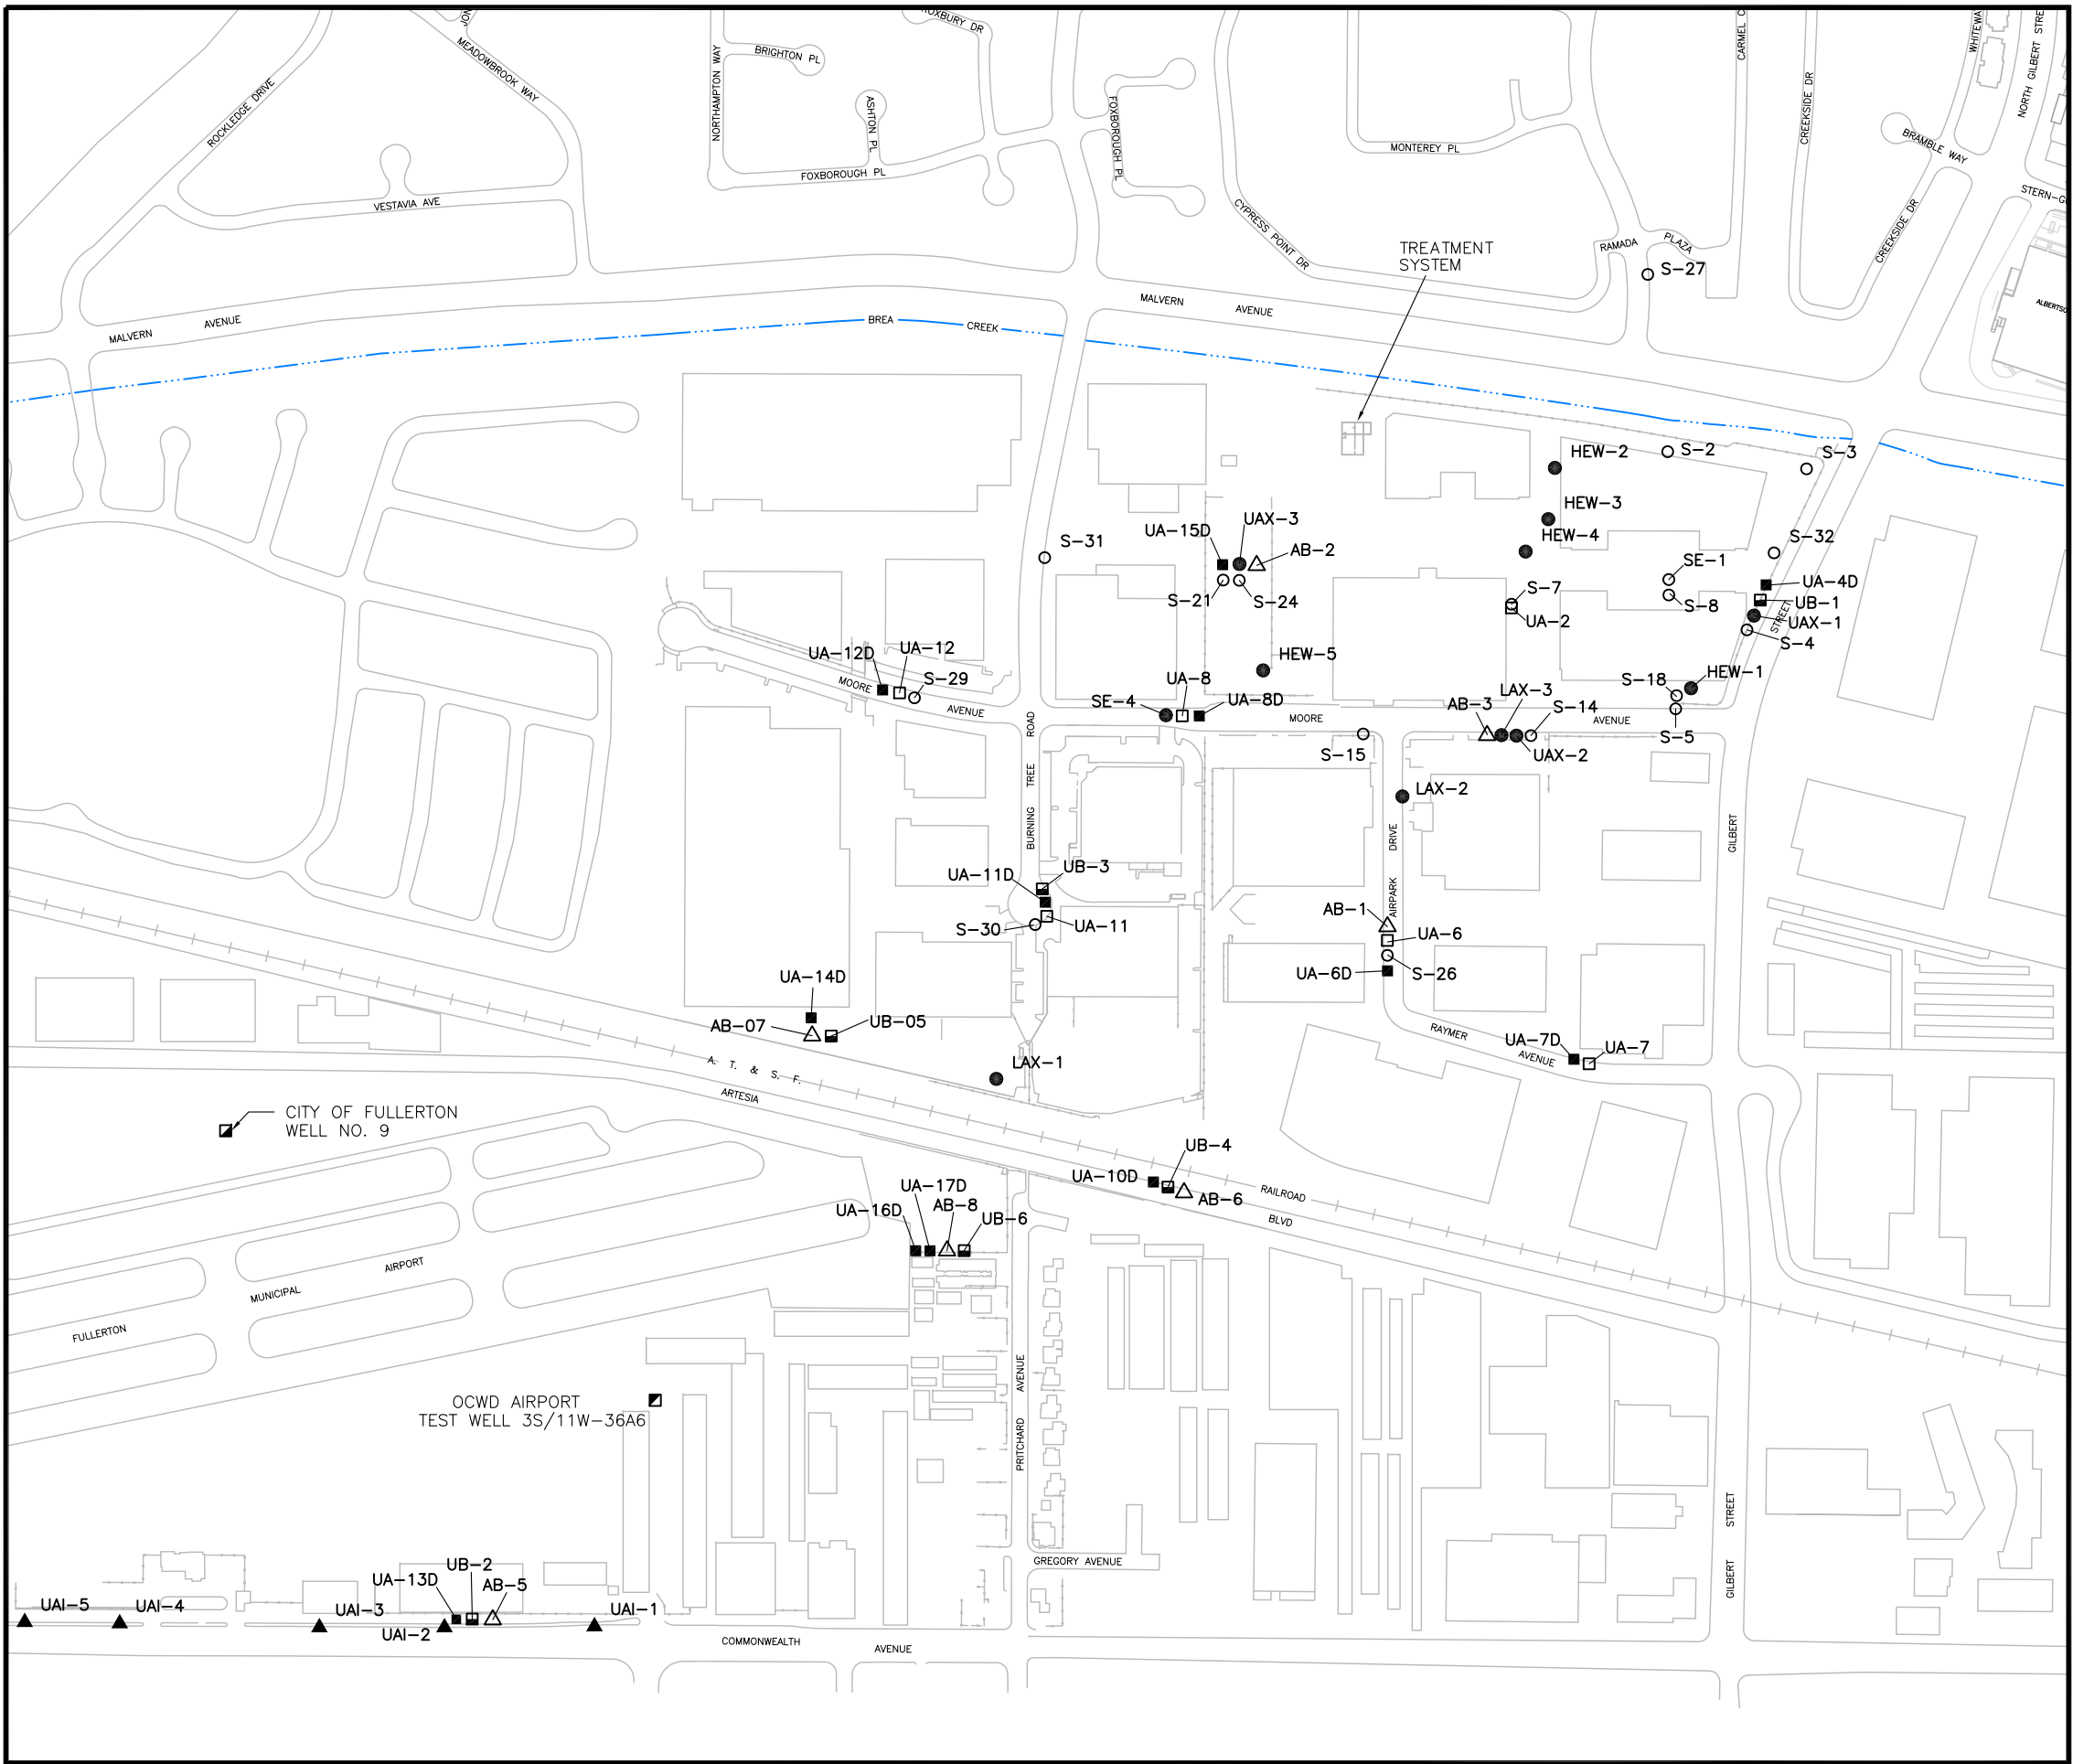 ROXBURY DR
MEADOWBROOK WAY
NORTHAMPTON WAY
BRIGHTON PL
ASHTON PL
FOXBOROUGH PL
FOXBOROUGH PL
ROCKLEDGE DRIVE
VESTAVIA AVE
MONTEREY PL
CYPRESS POINT DR
CARMEL C
CREEKSIDE DR
WHITEWA
NORTH GILBERT STRE
BRAMBLE WAY
STERN-G
CREEKSIDE DR
RAMADA PLAZA
ALBERTSO
TREATMENT
SYSTEM
S-27
MALVERN AVENUE
MALVERN AVENUE
BREA CREEK
HEW-2
S-2
S-3
HEW-3
UAX-3
UA-15D
HEW-4
S-32
S-31
AB-2
SE-1
UA-4D
S-7
S-21
S-24
S-8
UB-1
UA-2
UAX-1
STREET
S-4
UA-12D
UA-12
HEW-5
S-29
UA-8
S-18
HEW-1
MOORE AVENUE
SE-4
UA-8D
LAX-3
AB-3
S-14
MOORE AVENUE
S-5
S-15
UAX-2
BURNING TREE ROAD
LAX-2
AIRPARK DRIVE
GILBERT
UA-11D
UB-3
AB-1
S-30
UA-11
UA-6
UA-14D
UA-6D
S-26
AB-07
UB-05
RAYMER AVENUE
UA-7D
UA-7
LAX-1
A. T. & S. F.
ARTESIA
CITY OF FULLERTON
WELL NO. 9
UB-4
UA-10D
AB-6
RAILROAD
BLVD
UA-17D
UA-16D
AB-8
UB-6
FULLERTON MUNICIPAL AIRPORT
OCWD AIRPORT
TEST WELL 3S/11W-36A6
PRITCHARD AVENUE
GILBERT STREET
GREGORY AVENUE
UB-2
UA-13D
AB-5
UAI-5
UAI-4
UAI-3
UAI-2
UAI-1
COMMONWEALTH AVENUE